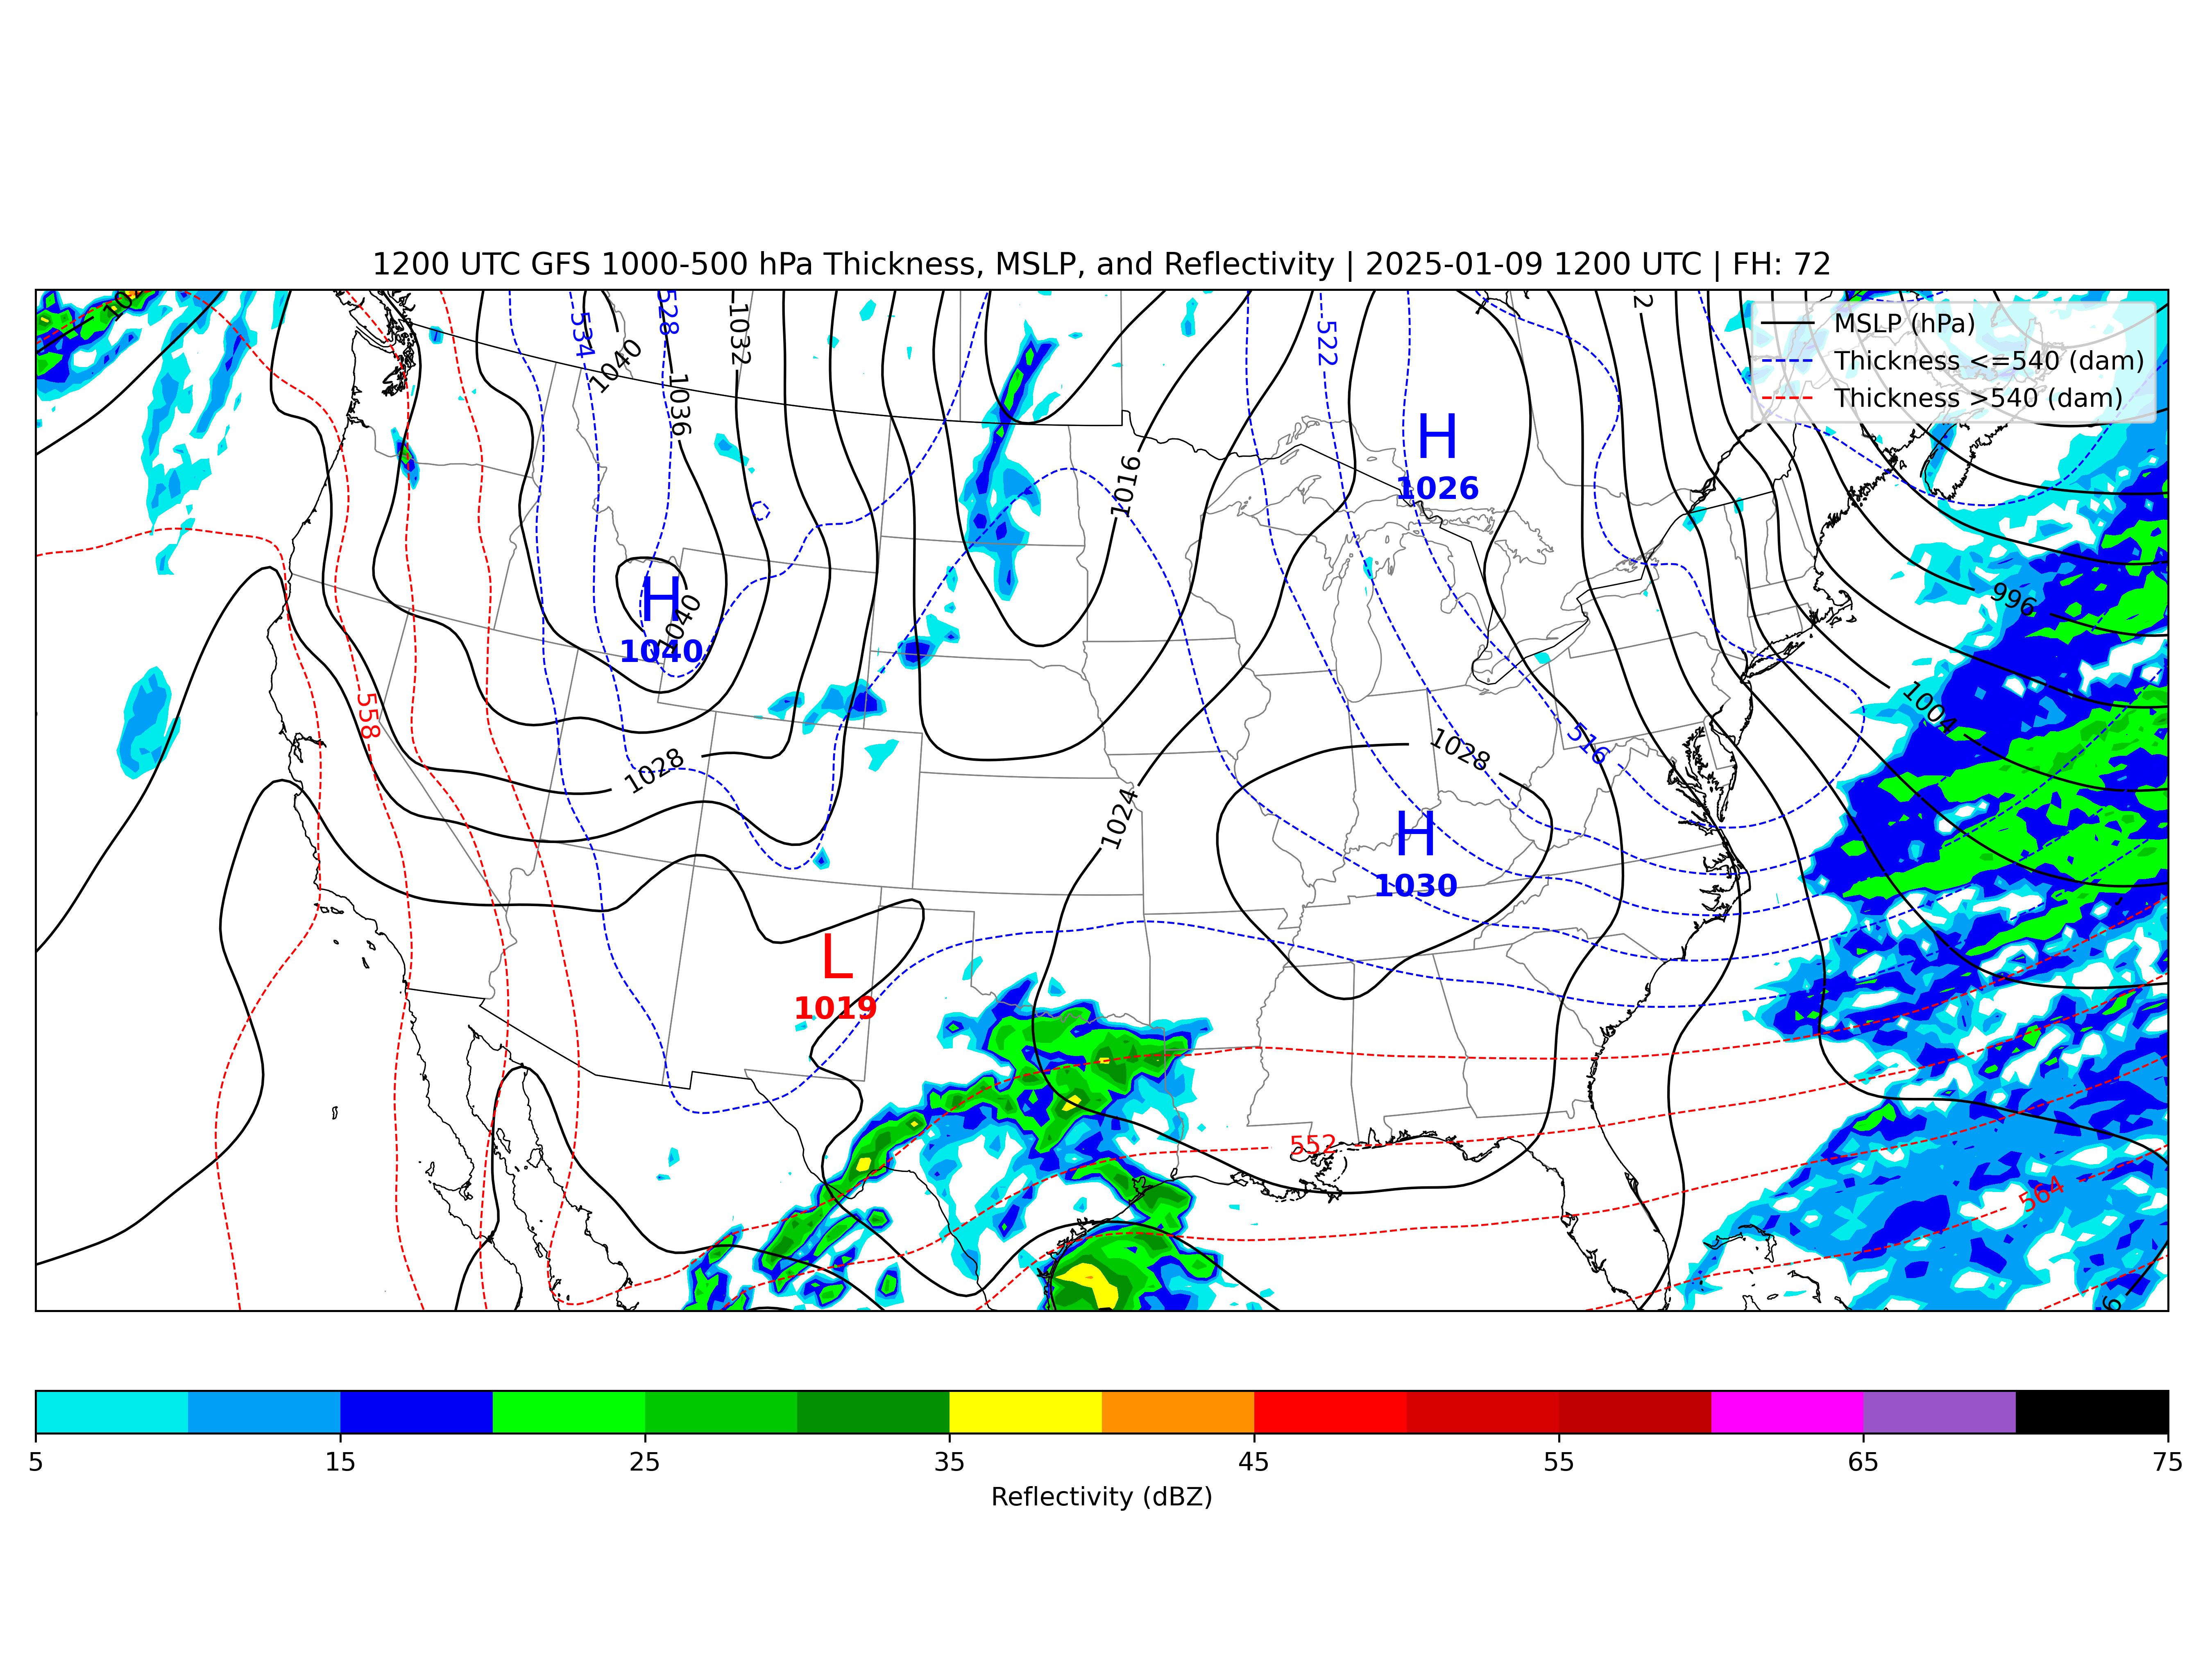 1200 UTC GFS 1000-500 hPa Thickness, MSLP, and Reflectivity | 2025-01-09 1200 UTC | FH: 72
MSLP (hPa)
Thickness <=540 (dam)
Thickness >540 (dam)
534
528
1032
1040
1036
522
1016
H
1026
H
1040
1040
996
558
1004
516
1028
1028
1024
H
1030
L
1019
552
564
5 15 25 35 45 55 65 75
Reflectivity (dBZ)